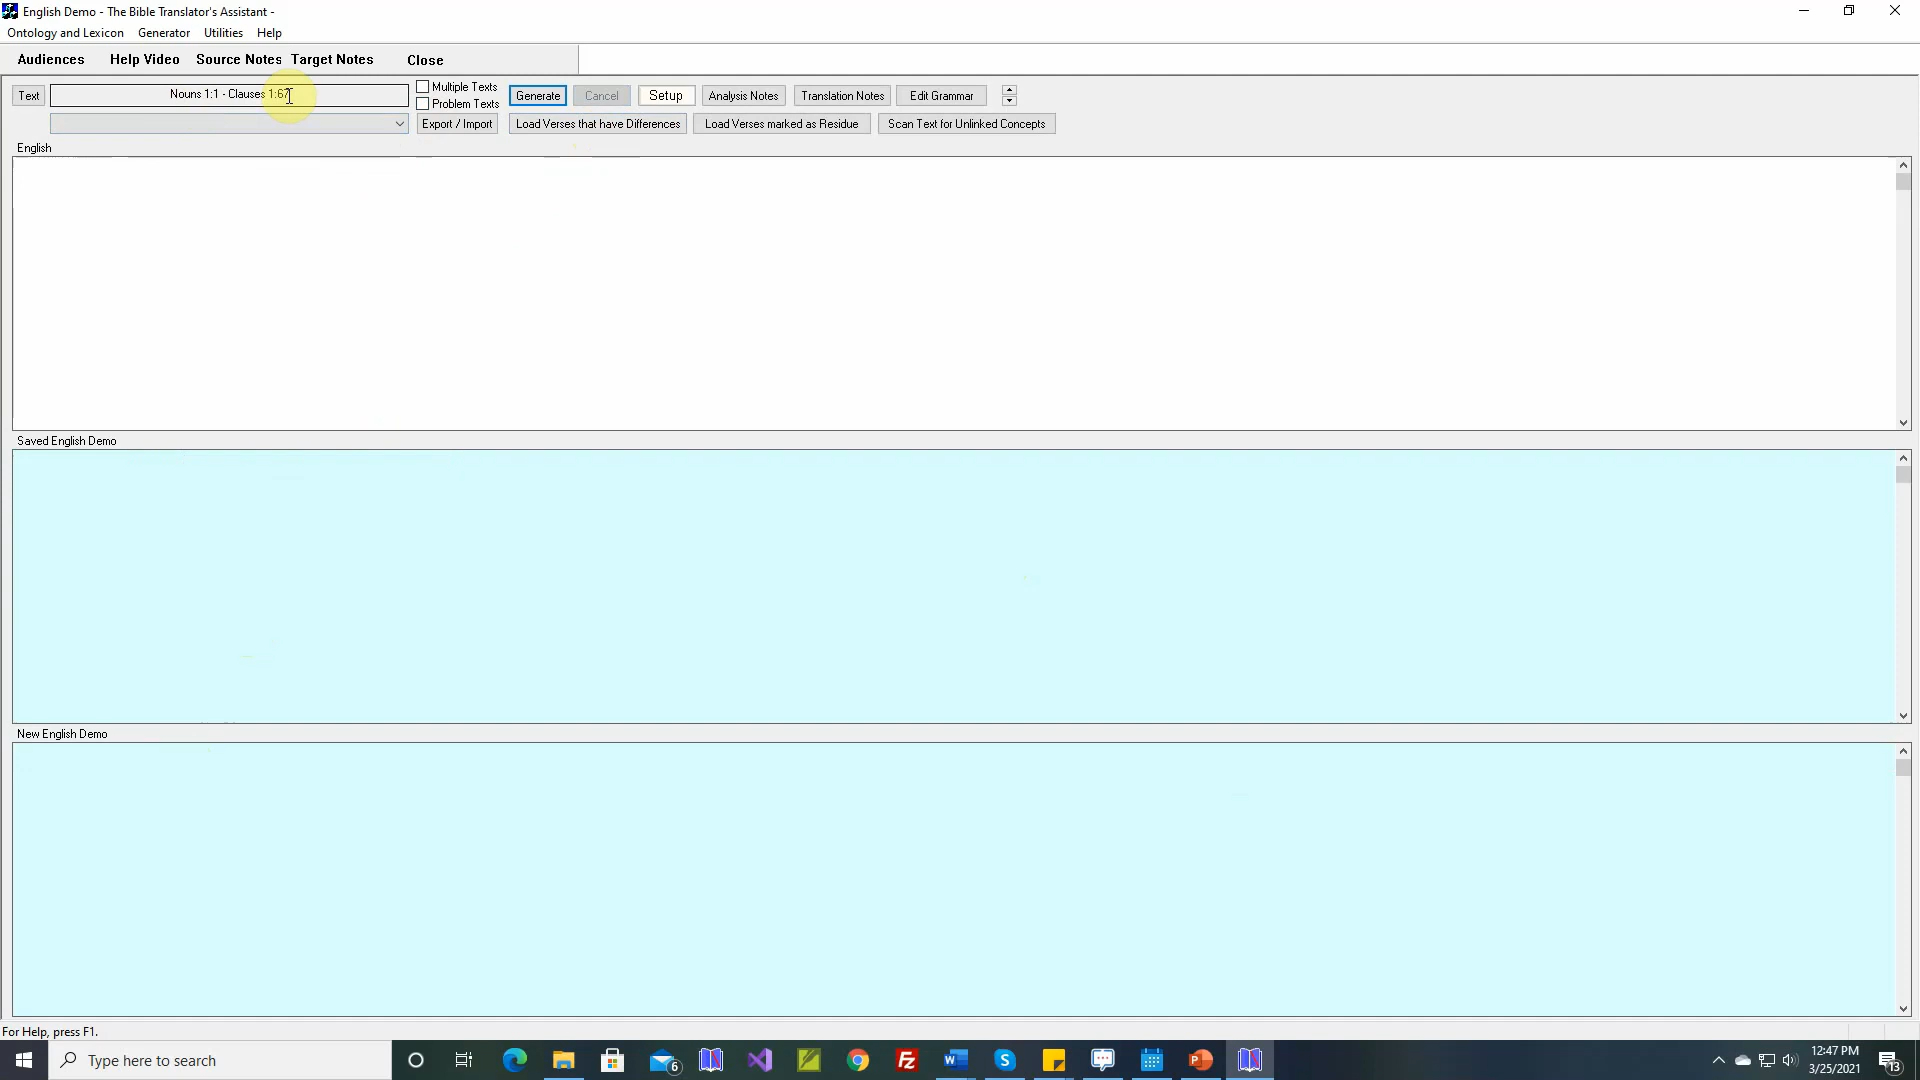 English Demo - The Bible Translator's Assistant -
Ontology and Lexicon Generator Utilities Help
Audiences Help Video Source Notes Target Notes Close
Text Nouns 1:1 - Clauses 1:67 Multiple Texts Generate Cancel Setup Analysis Notes Translation Notes Edit Grammar
Problem Texts
Export / Import Load Verses that have Differences Load Verses marked as Residue Scan Text for Unlinked Concepts
English
Saved English Demo
New English Demo
For Help, press F1.
Type here to search
6
12:47 PM
3/25/2021
13